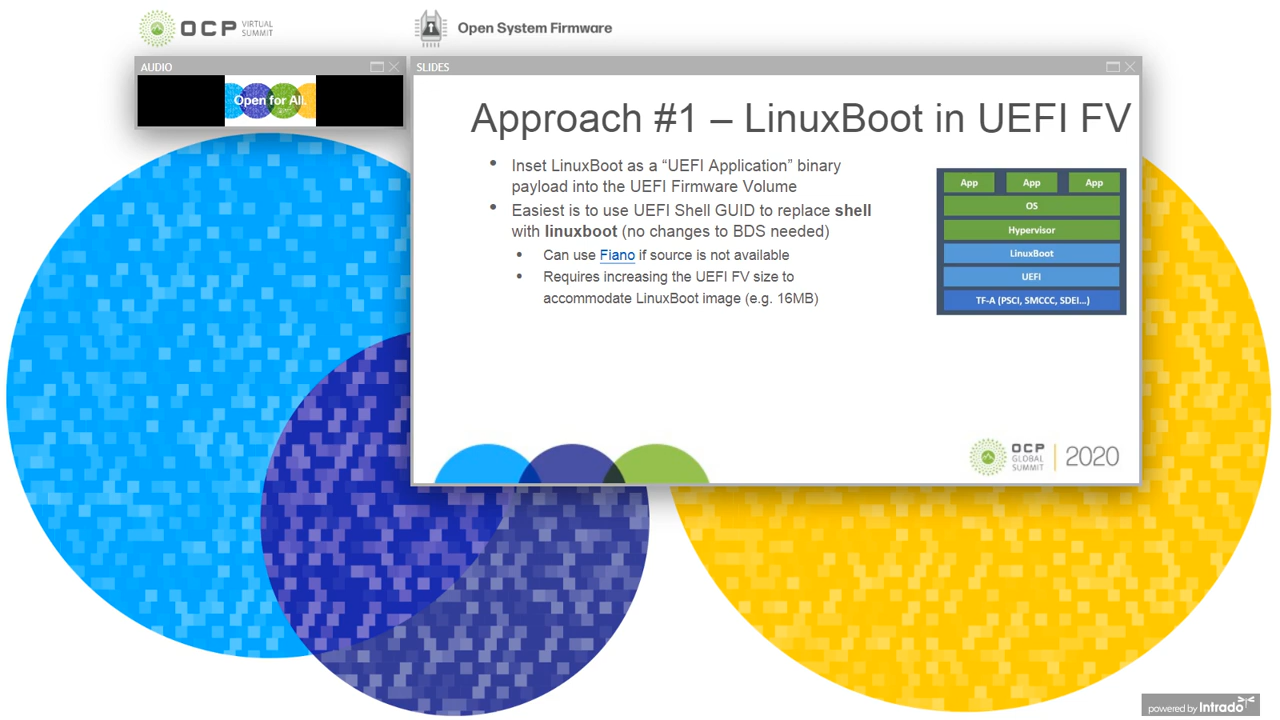 OCP VIRTUAL SUMMIT
Open System Firmware
AUDIO
Open for All.
SLIDES
Approach #1 – LinuxBoot in UEFI FV
• Inset LinuxBoot as a “UEFI Application” binary
payload into the UEFI Firmware Volume
• Easiest is to use UEFI Shell GUID to replace shell
with linuxboot (no changes to BDS needed)
• Can use Fiano if source is not available
• Requires increasing the UEFI FV size to
accommodate LinuxBoot image (e.g. 16MB)
App App App
OS
Hypervisor
LinuxBoot
UEFI
TF-A (PSCI, SMCCC, SDEI...)
OCP GLOBAL SUMMIT 2020
powered by Intrado